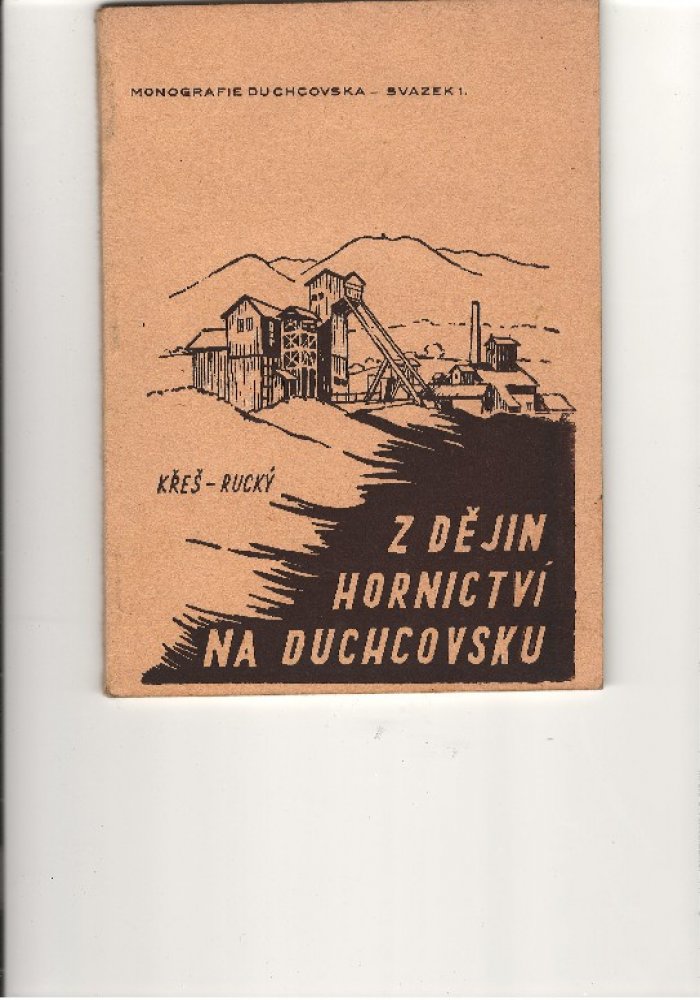 MONOGRAFIE DUCHCOVSKA – SVAZEK 1.
KŘEŠ – RUCKÝ
Z DĚJIN
HORNICTVÍ
NA DUCHCOVSKU